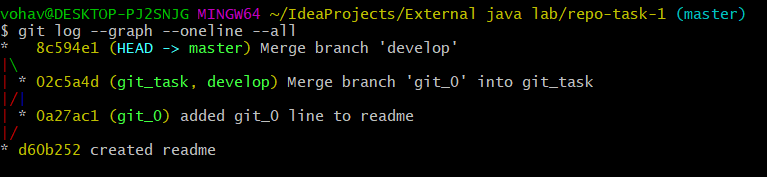 vohav@DESKTOP-PJ2SNJG MINGW64 ~/IdeaProjects/External java lab/repo-task-1 (master)
$ git log --graph --oneline --all
*   8c594e1 (HEAD -> master) Merge branch 'develop'
|\
| * 02c5a4d (git_task, develop) Merge branch 'git_0' into git_task
|/|
| * 0a27ac1 (git_0) added git_0 line to readme
|/
* d60b252 created readme